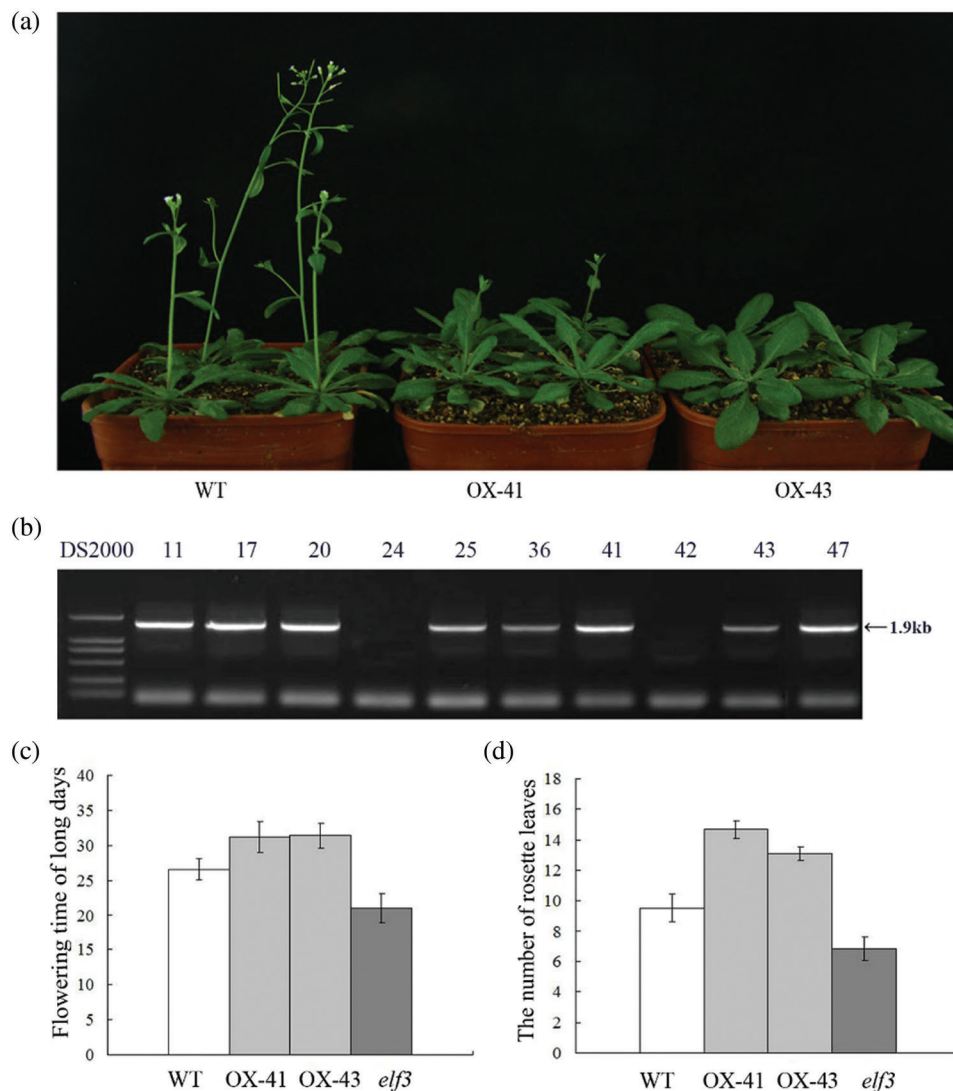 (a)
WT OX-41 OX-43
(b)
DS2000 11 17 20 24 25 36 41 42 43 47
←1.9kb
(c)
Flowering time of long days
40
35
30
25
20
15
10
5
0
WT OX-41 OX-43 elf3
(d)
The number of rosette leaves
18
16
14
12
10
8
6
4
2
0
WT OX-41 OX-43 elf3